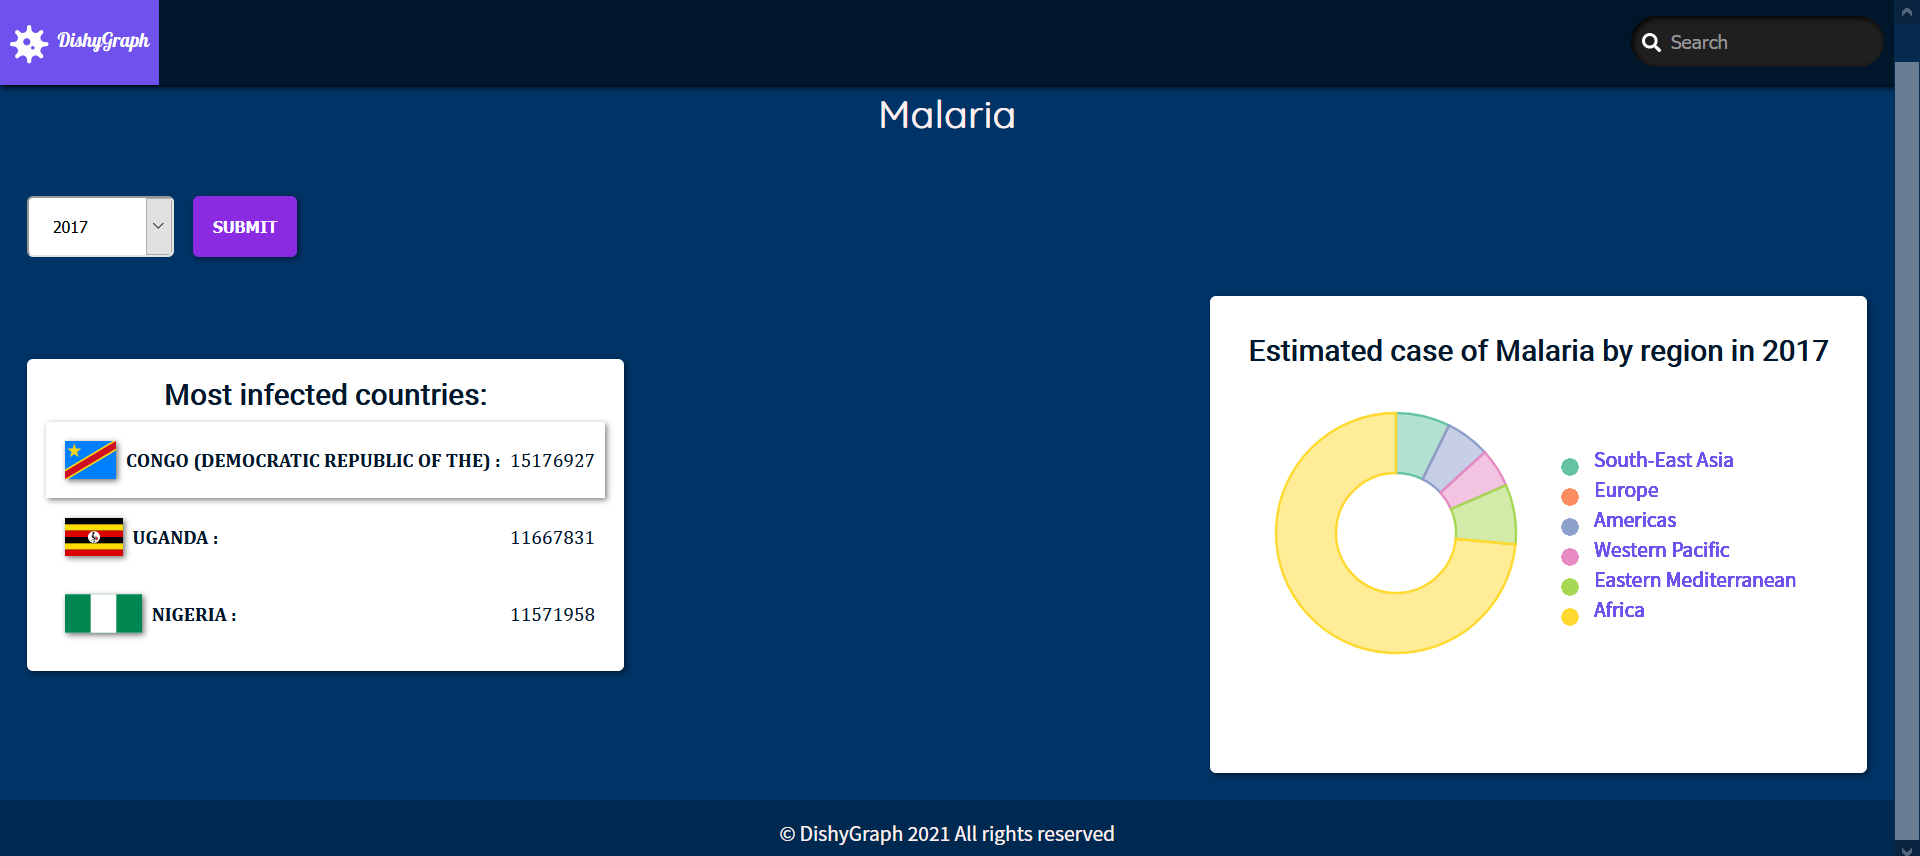 DishyGraph
Search
Malaria
2017
SUBMIT
Most infected countries:
CONGO (DEMOCRATIC REPUBLIC OF THE) : 15176927
UGANDA : 11667831
NIGERIA : 11571958
Estimated case of Malaria by region in 2017
South-East Asia
Europe
Americas
Western Pacific
Eastern Mediterranean
Africa
© DishyGraph 2021 All rights reserved